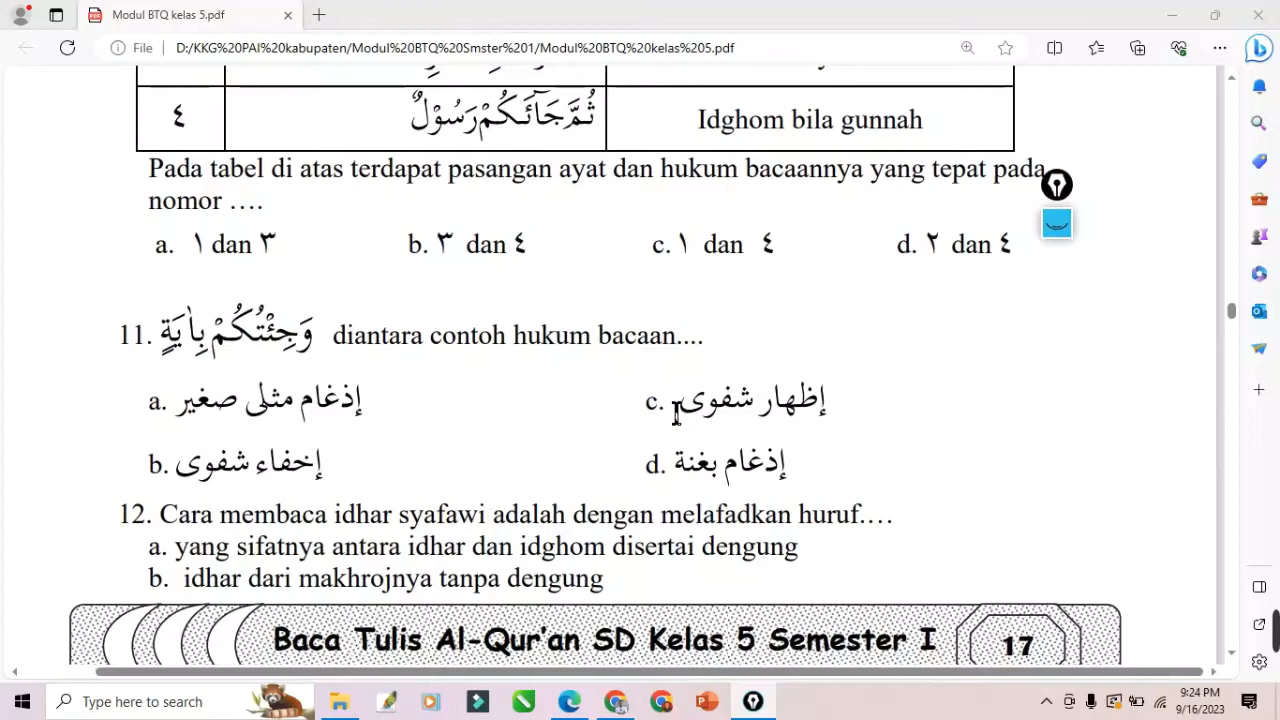 Modul BTQ kelas 5.pdf
File D:/KKG%20PAI%20kabupaten/Modul%20BTQ%20Smster%201/Modul%20BTQ%20kelas%205.pdf
٤ ثُمَّ جَآئَكُمْ رَسُوْلٌ Idghom bila gunnah
Pada tabel di atas terdapat pasangan ayat dan hukum bacaannya yang tepat pada
nomor ….
a. ١ dan ٣ b. ٣ dan ٤ c. ١ dan ٤ d. ٢ dan ٤
11. وَجِئْتُكُمْ بِاٰيَةٍ diantara contoh hukum bacaan....
a. إذغام مثلى صغير c. إظهار شفوى
b. إخفاء شفوى d. إذغام بغنة
12. Cara membaca idhar syafawi adalah dengan melafadkan huruf….
a. yang sifatnya antara idhar dan idghom disertai dengung
b. idhar dari makhrojnya tanpa dengung
Baca Tulis Al-Qur’an SD Kelas 5 Semester I 17
Type here to search
9:24 PM
9/16/2023